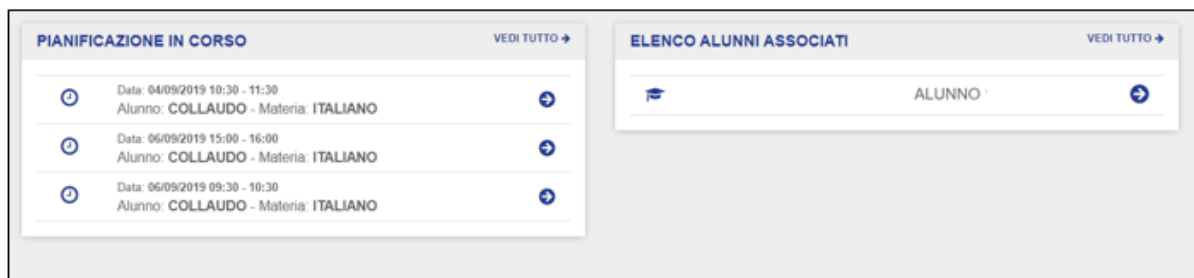 PIANIFICAZIONE IN CORSO
VEDI TUTTO
Data: 04/09/2019 10:30 - 11:30
Alunno: COLLAUDO - Materia: ITALIANO
Data: 06/09/2019 15:00 - 16:00
Alunno: COLLAUDO - Materia: ITALIANO
Data: 06/09/2019 09:30 - 10:30
Alunno: COLLAUDO - Materia: ITALIANO
ELENCO ALUNNI ASSOCIATI
VEDI TUTTO
ALUNNO